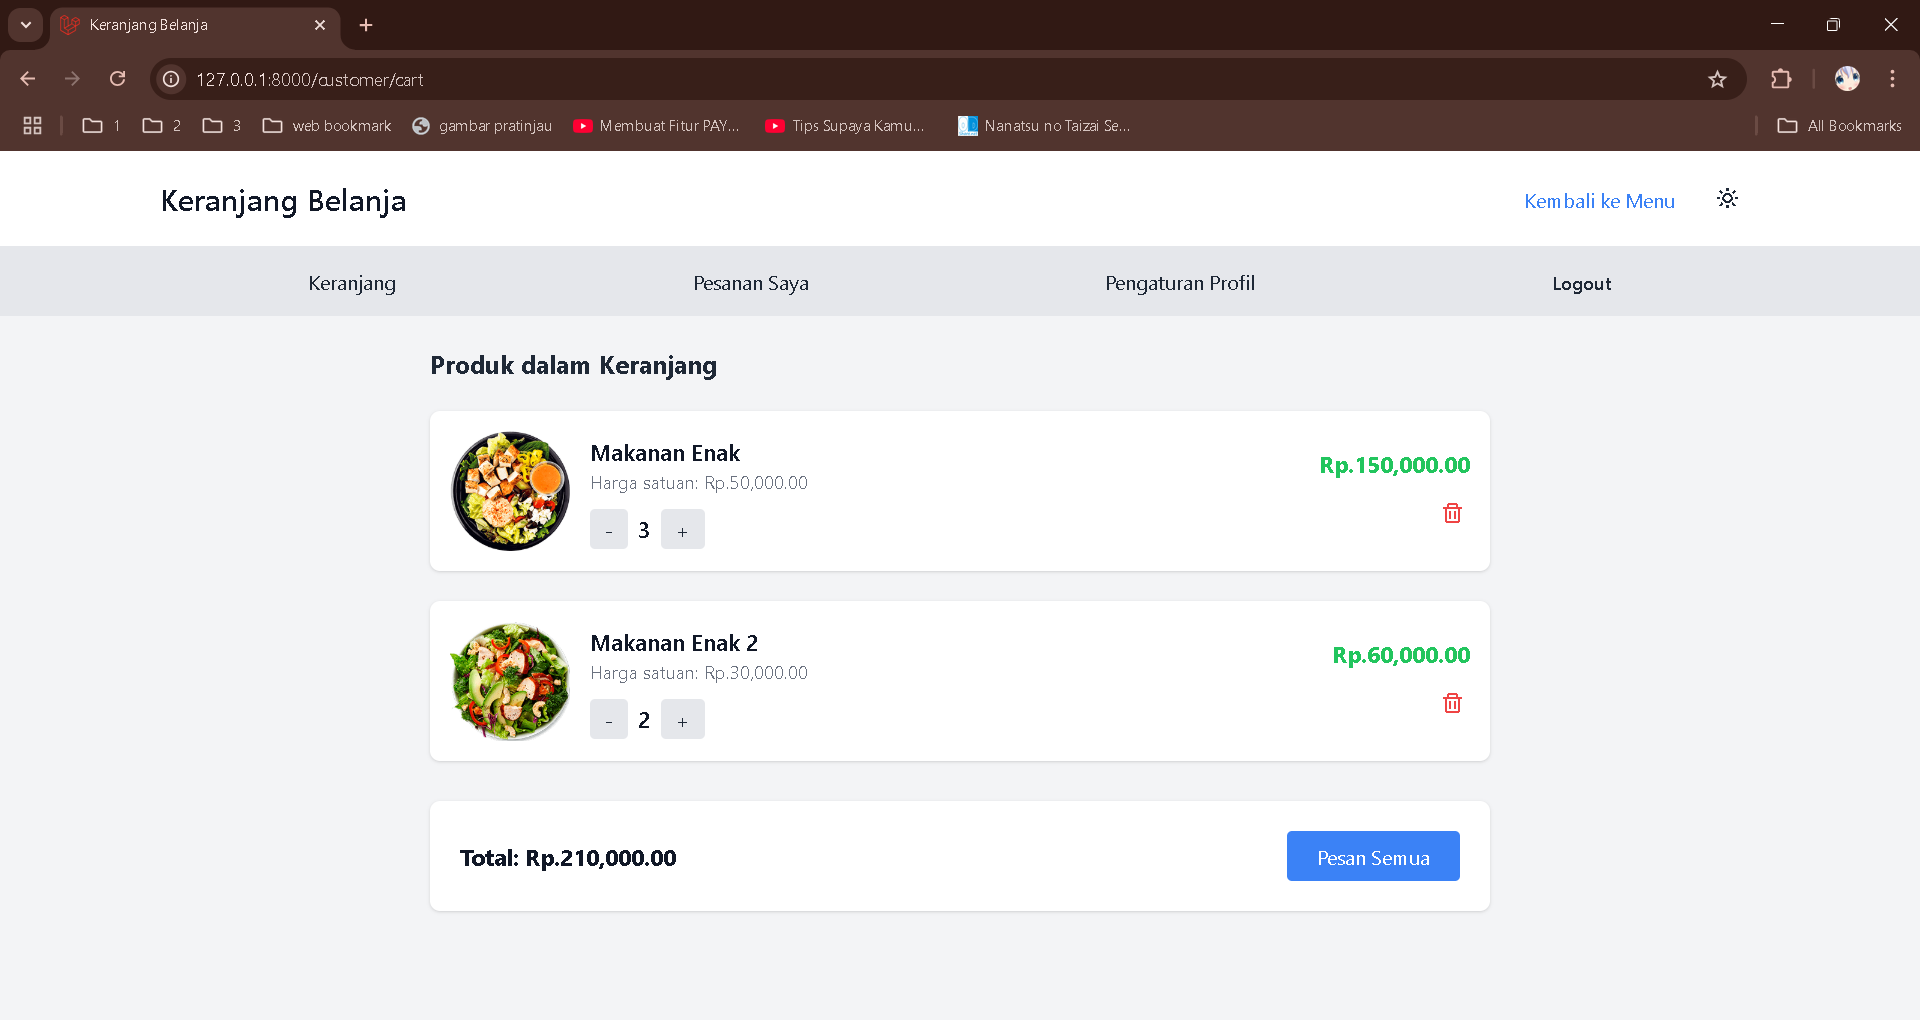 Keranjang Belanja
127.0.0.1:8000/customer/cart
1 2 3 web bookmark gambar pratinjau Membuat Fitur PAY... Tips Supaya Kamu... Nanatsu no Taizai Se... All Bookmarks
Keranjang Belanja Kembali ke Menu
Keranjang Pesanan Saya Pengaturan Profil Logout
Produk dalam Keranjang
Makanan Enak
Rp.150,000.00
Harga satuan: Rp.50,000.00
- 3 +
Makanan Enak 2
Rp.60,000.00
Harga satuan: Rp.30,000.00
- 2 +
Total: Rp.210,000.00 Pesan Semua